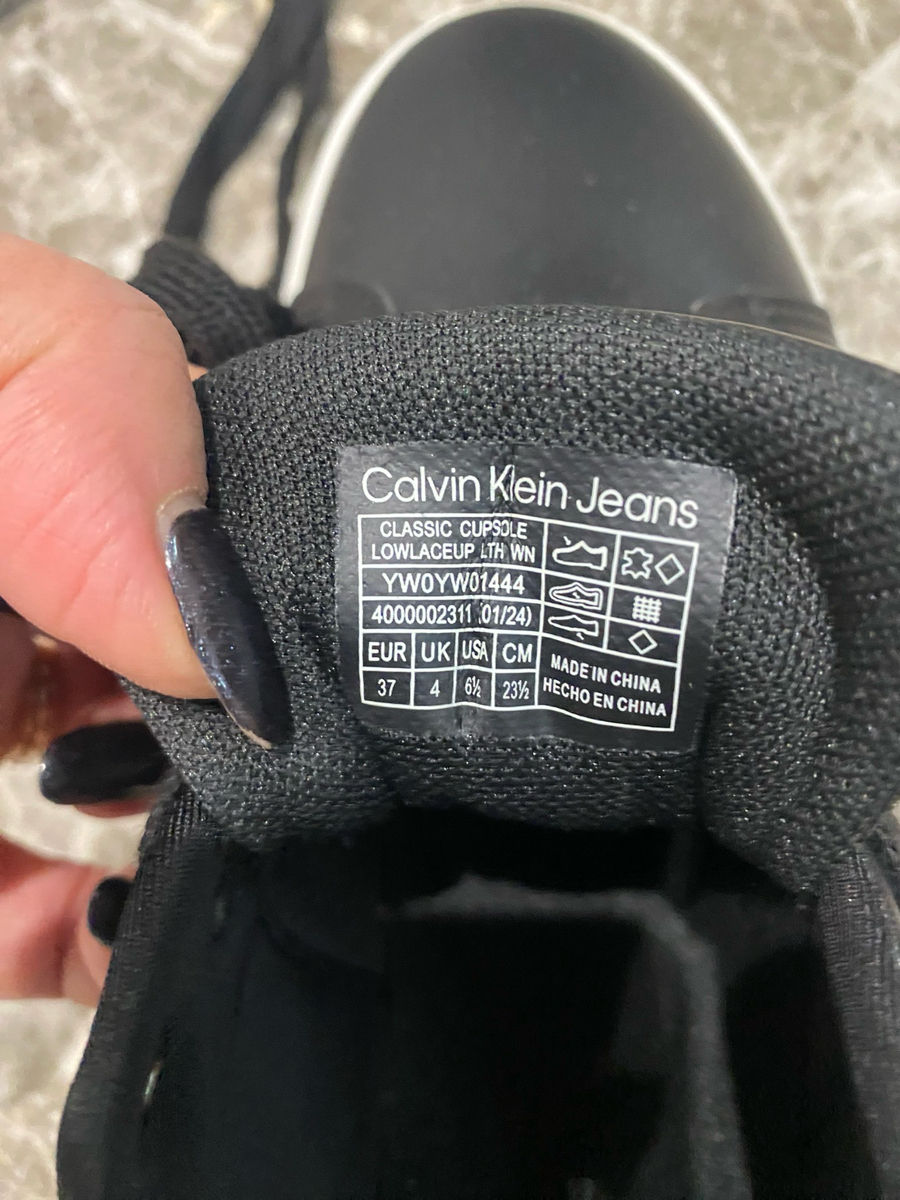 Calvin Klein Jeans
CLASSIC CUPSOLE
LOWLACEUP LTH WN
YW0YW01444
4000002311 (01/24)
EUR UK USA CM
37 4 6½ 23½
MADE IN CHINA
HECHO EN CHINA